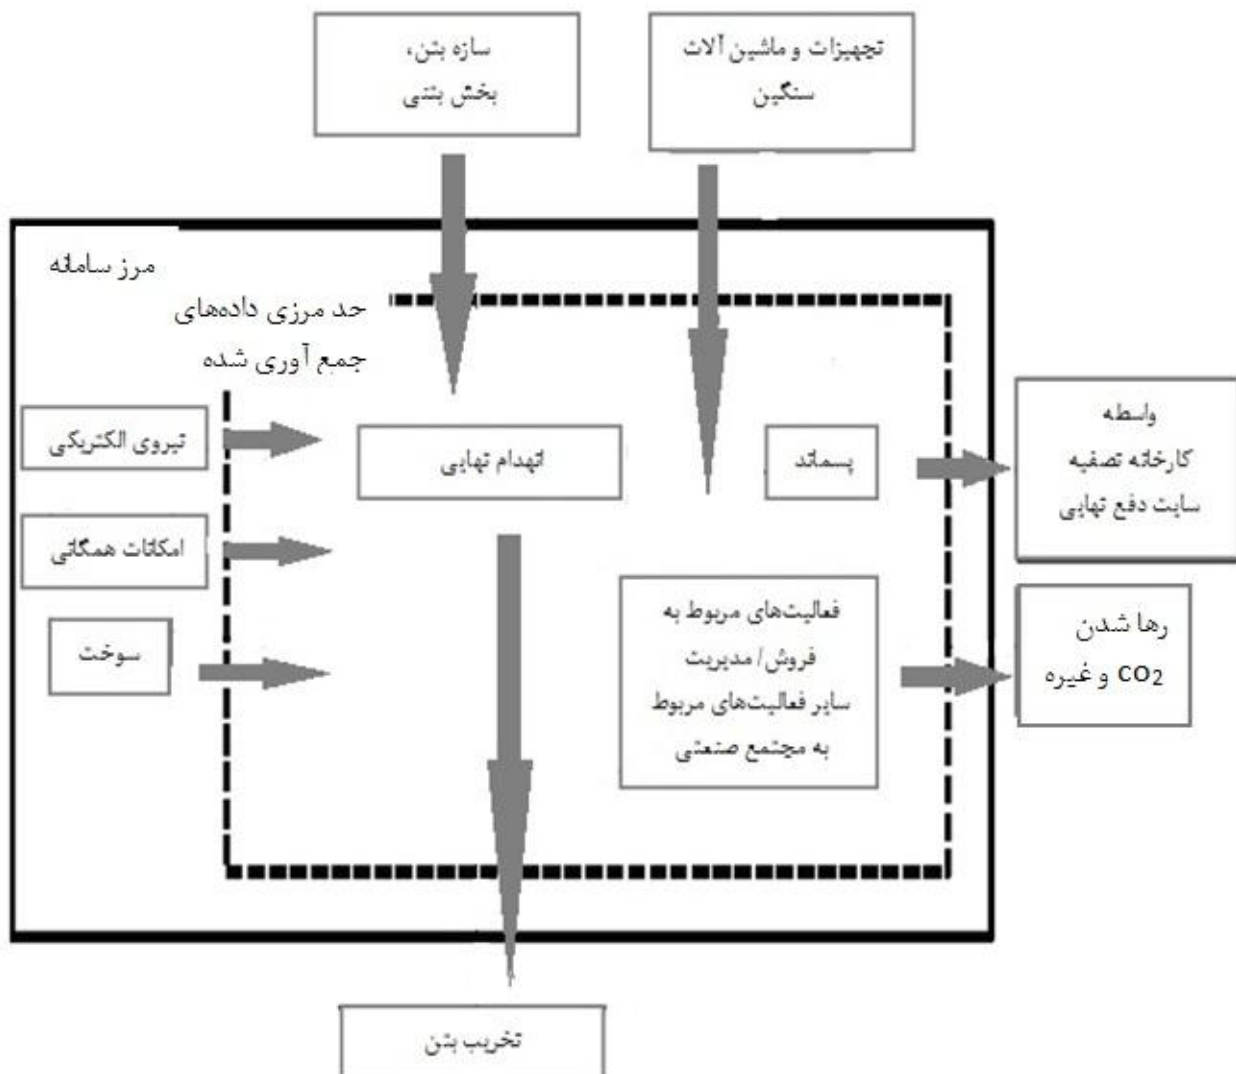 سازه بتن،
بخش بتنی
تجهیزات و ماشین آلات
سنگین
مرز سامانه
حد مرزی داده‌های
جمع آوری شده
نیروی الکتریکی
امکانات همگانی
سوخت
انهدام نهایی
پسماند
واسطه
کارخانه تصفیه
سایت دفع نهایی
فعالیت‌های مربوط به
فروش/ مدیریت
سایر فعالیت‌های مربوط
به مجتمع صنعتی
رها شدن
CO2 و غیره
تخریب بتن